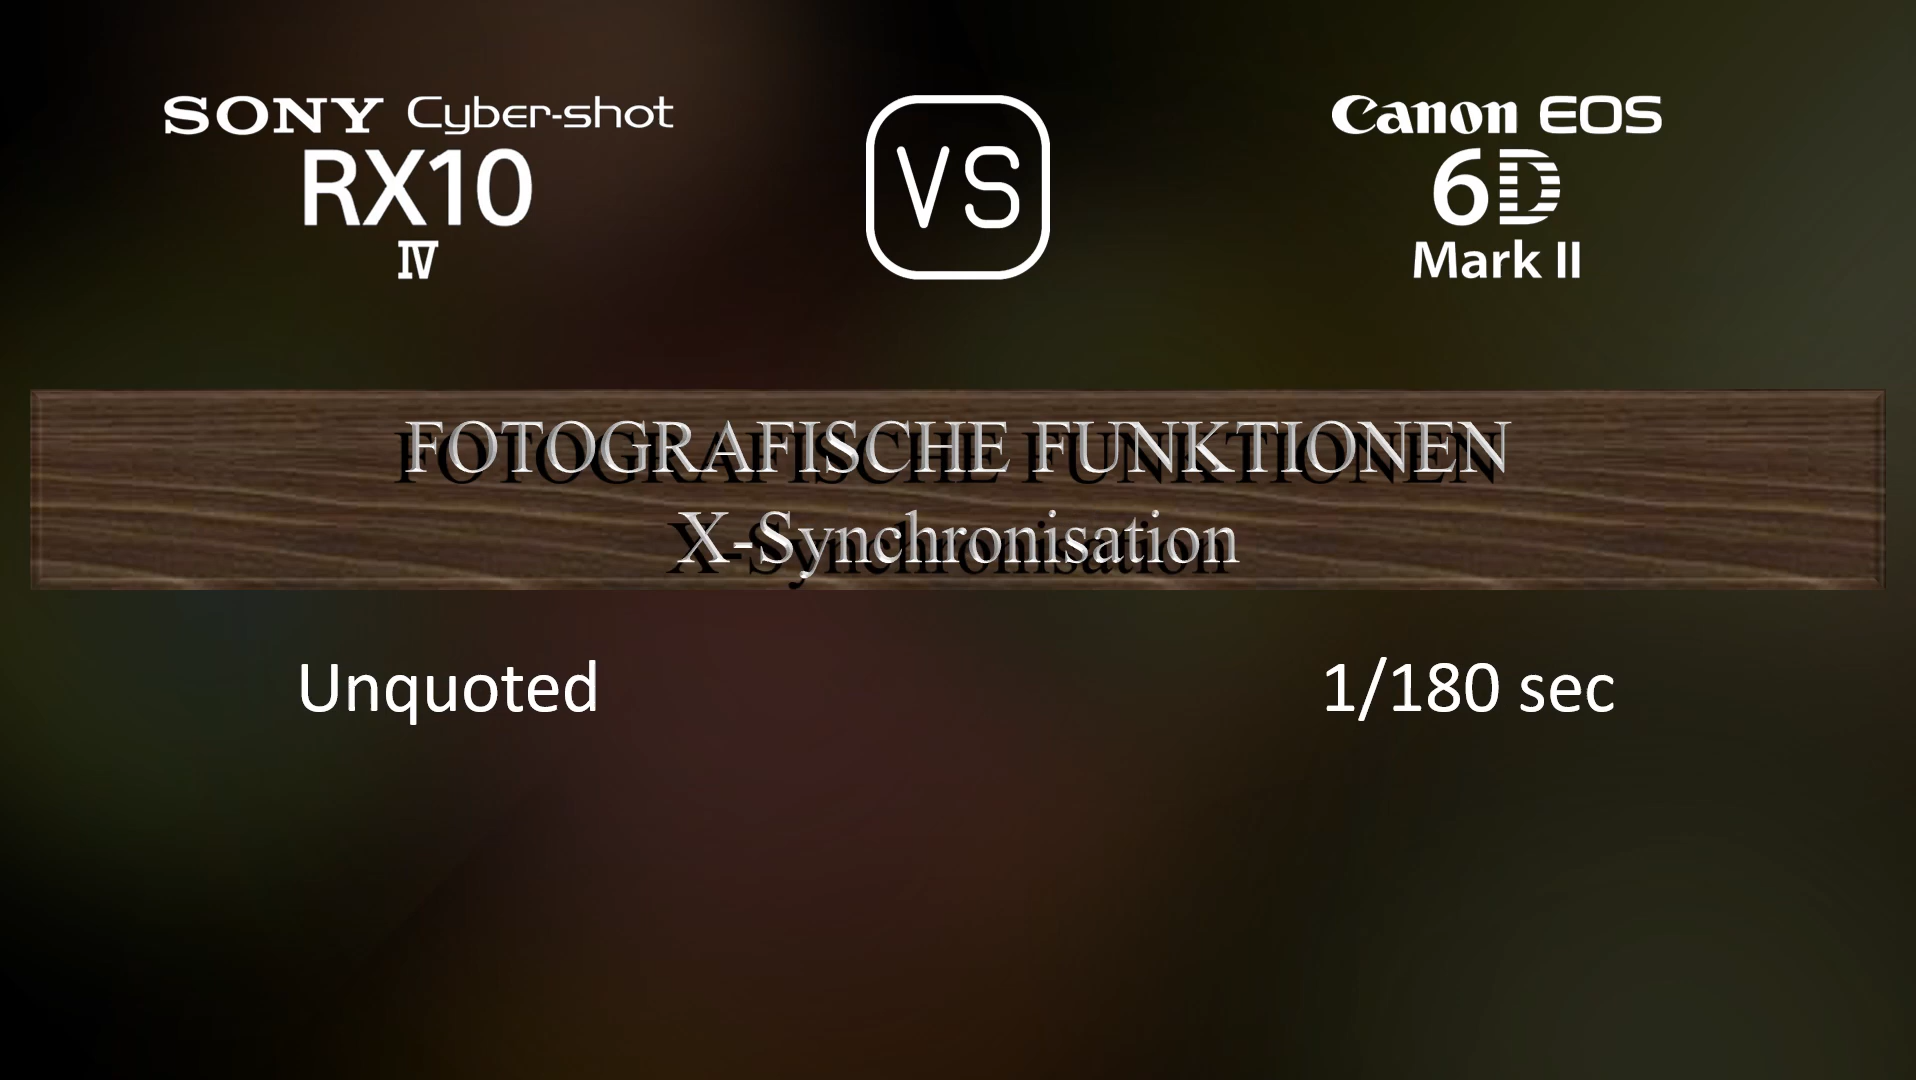 SONY Cyber-shot
RX10
IV
VS
Canon EOS
6D
Mark II
FOTOGRAFISCHE FUNKTIONEN
X-Synchronisation
Unquoted
1/180 sec